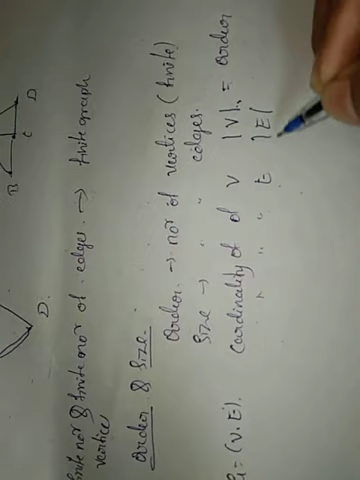 B C D
D.
finite nor & finite nor of edges. → finite graph
vertice
Order & Size.
Order. → nor of vertices (finite)
Size → " " edges.
G = (V. E). Cardinality of V |V| = order
" " E |E|